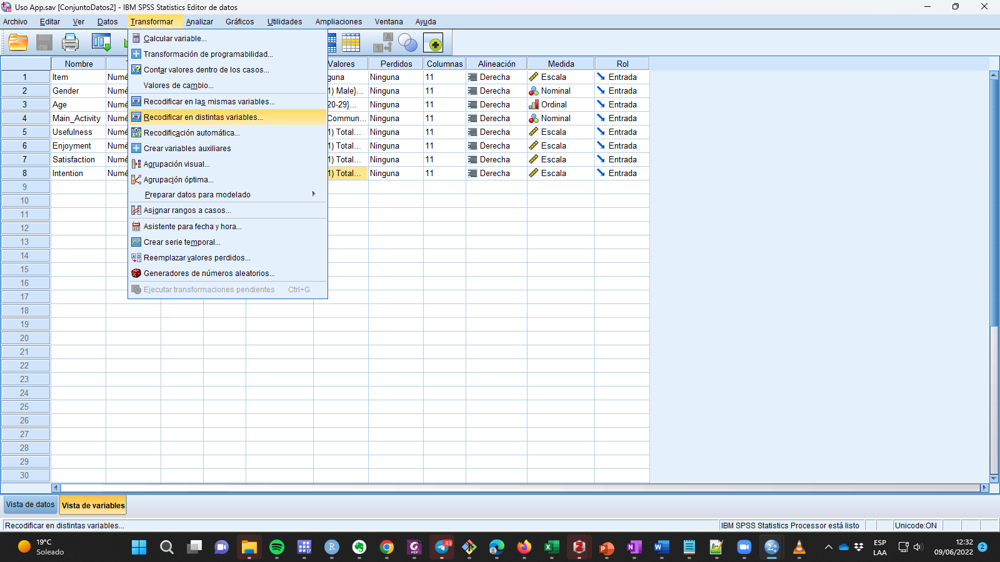 Uso App.sav [ConjuntoDatos2] - IBM SPSS Statistics Editor de datos
Archivo Editar Ver Datos Transformar Analizar Gráficos Utilidades Ampliaciones Ventana Ayuda
Calcular variable...
Transformación de programabilidad...
Contar valores dentro de los casos...
Valores de cambio...
Recodificar en las mismas variables...
Recodificar en distintas variables...
Recodificación automática...
Crear variables auxiliares
Agrupación visual...
Agrupación óptima...
Preparar datos para modelado
Asignar rangos a casos...
Asistente para fecha y hora...
Crear serie temporal...
Reemplazar valores perdidos...
Generadores de números aleatorios...
Ejecutar transformaciones pendientes Ctrl+G
Nombre Valores Perdidos Columnas Alineación Medida Rol
1 Item Numé guna Ninguna 11 Derecha Escala Entrada
2 Gender Numé 1) Male}... Ninguna 11 Derecha Nominal Entrada
3 Age Numé 20-29}... Ninguna 11 Derecha Ordinal Entrada
4 Main_Activity Numé Commun... Ninguna 11 Derecha Nominal Entrada
5 Usefulness Numé 1) Total... Ninguna 11 Derecha Escala Entrada
6 Enjoyment Numé 1) Total... Ninguna 11 Derecha Escala Entrada
7 Satisfaction Numé 1) Total... Ninguna 11 Derecha Escala Entrada
8 Intention Numé 1) Total... Ninguna 11 Derecha Escala Entrada
9
10
11
12
13
14
15
16
17
18
19
20
21
22
23
24
25
26
27
28
29
30
Vista de datos Vista de variables
Recodificar en distintas variables... IBM SPSS Statistics Processor está listo Unicode:ON
19°C
Soleado
93
ESP
LAA
12:32
09/06/2022
2